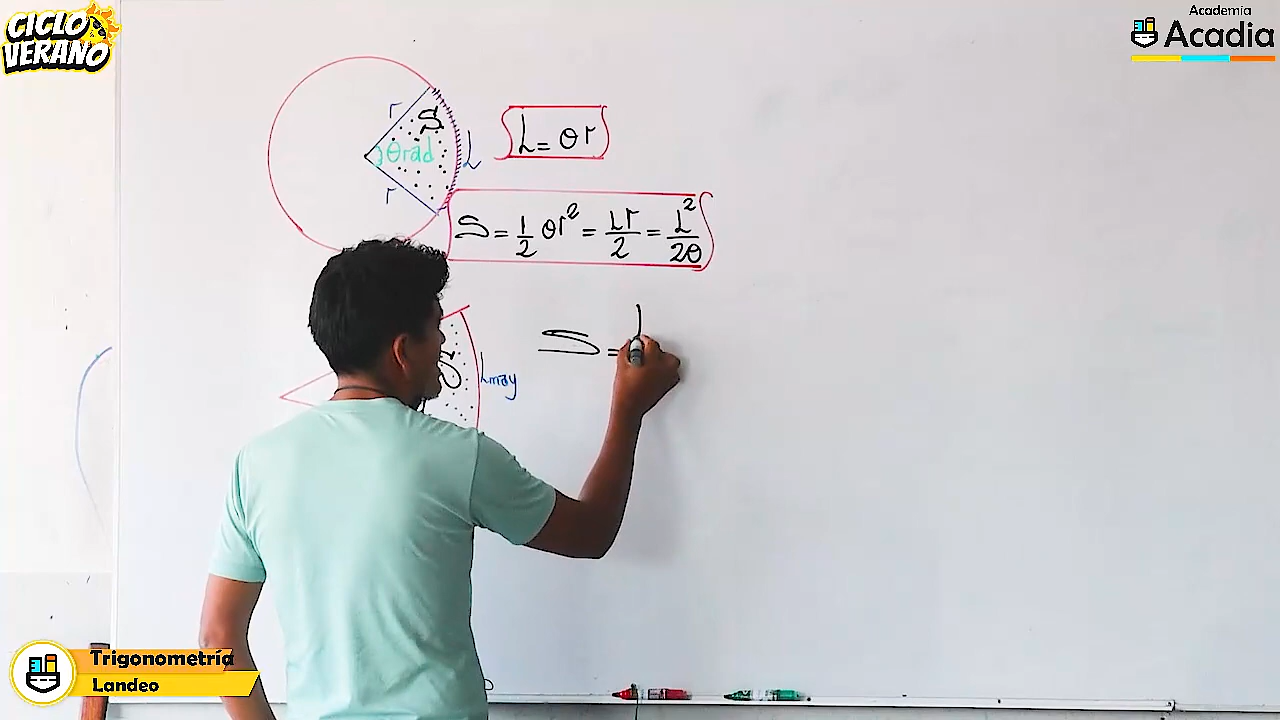 CICLO
VERANO
Academia
Acadia
r
S
θrad
L
r
L = θr
S = 1/2 θr² = Lr/2 = L²/2θ
S =
S
Lmay
Trigonometría
Landeo